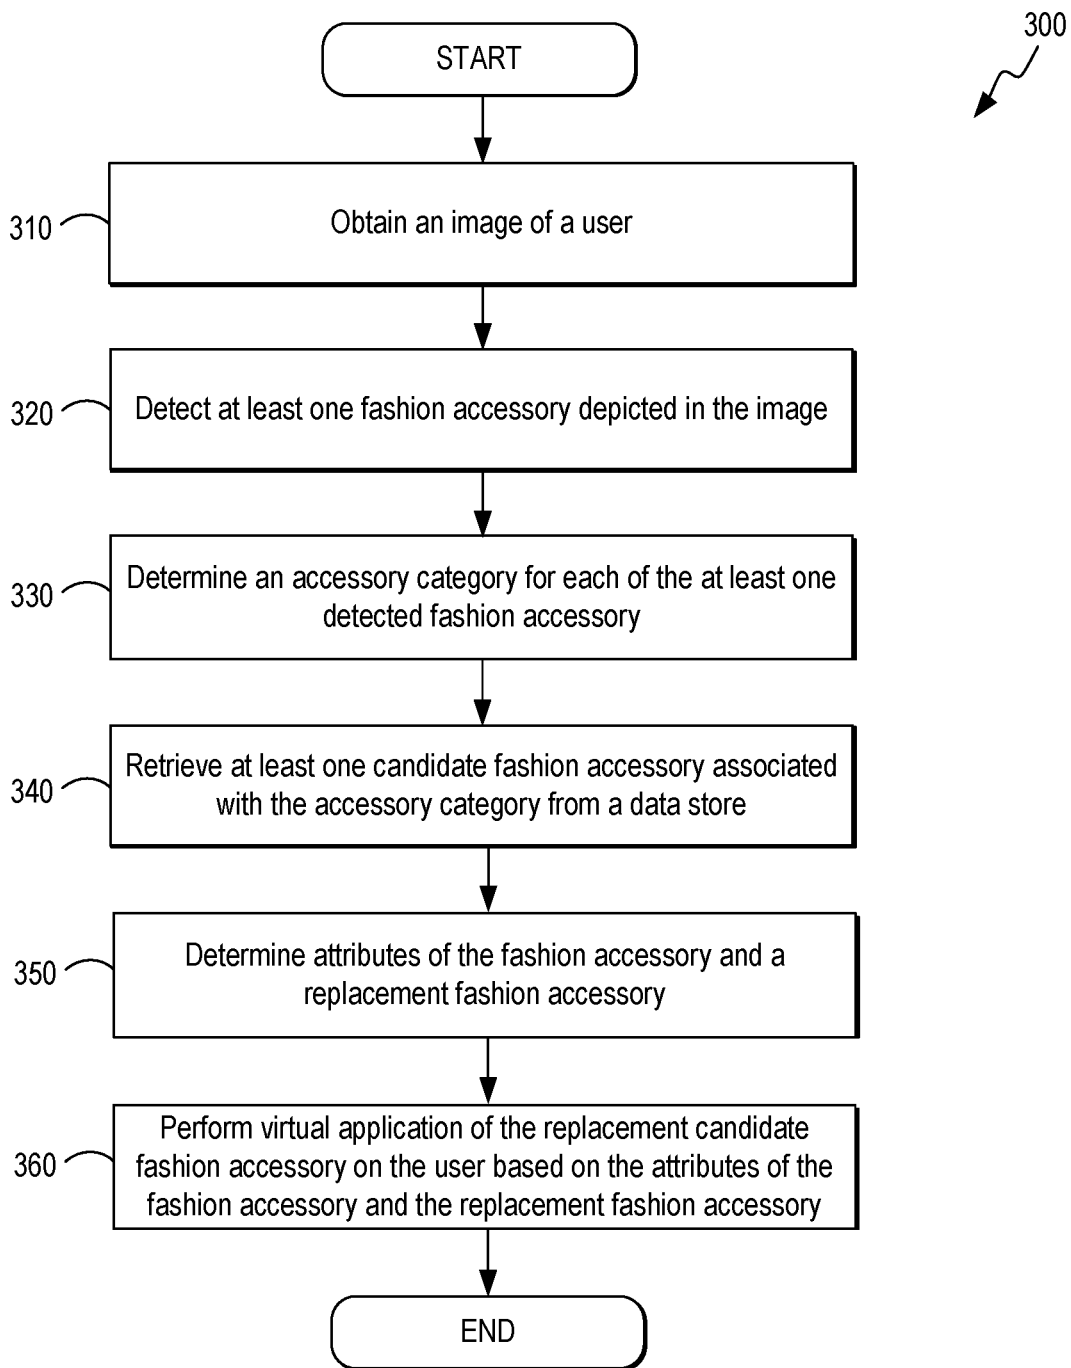 300
START
310
Obtain an image of a user
320
Detect at least one fashion accessory depicted in the image
330
Determine an accessory category for each of the at least one
detected fashion accessory
340
Retrieve at least one candidate fashion accessory associated
with the accessory category from a data store
350
Determine attributes of the fashion accessory and a
replacement fashion accessory
360
Perform virtual application of the replacement candidate
fashion accessory on the user based on the attributes of the
fashion accessory and the replacement fashion accessory
END